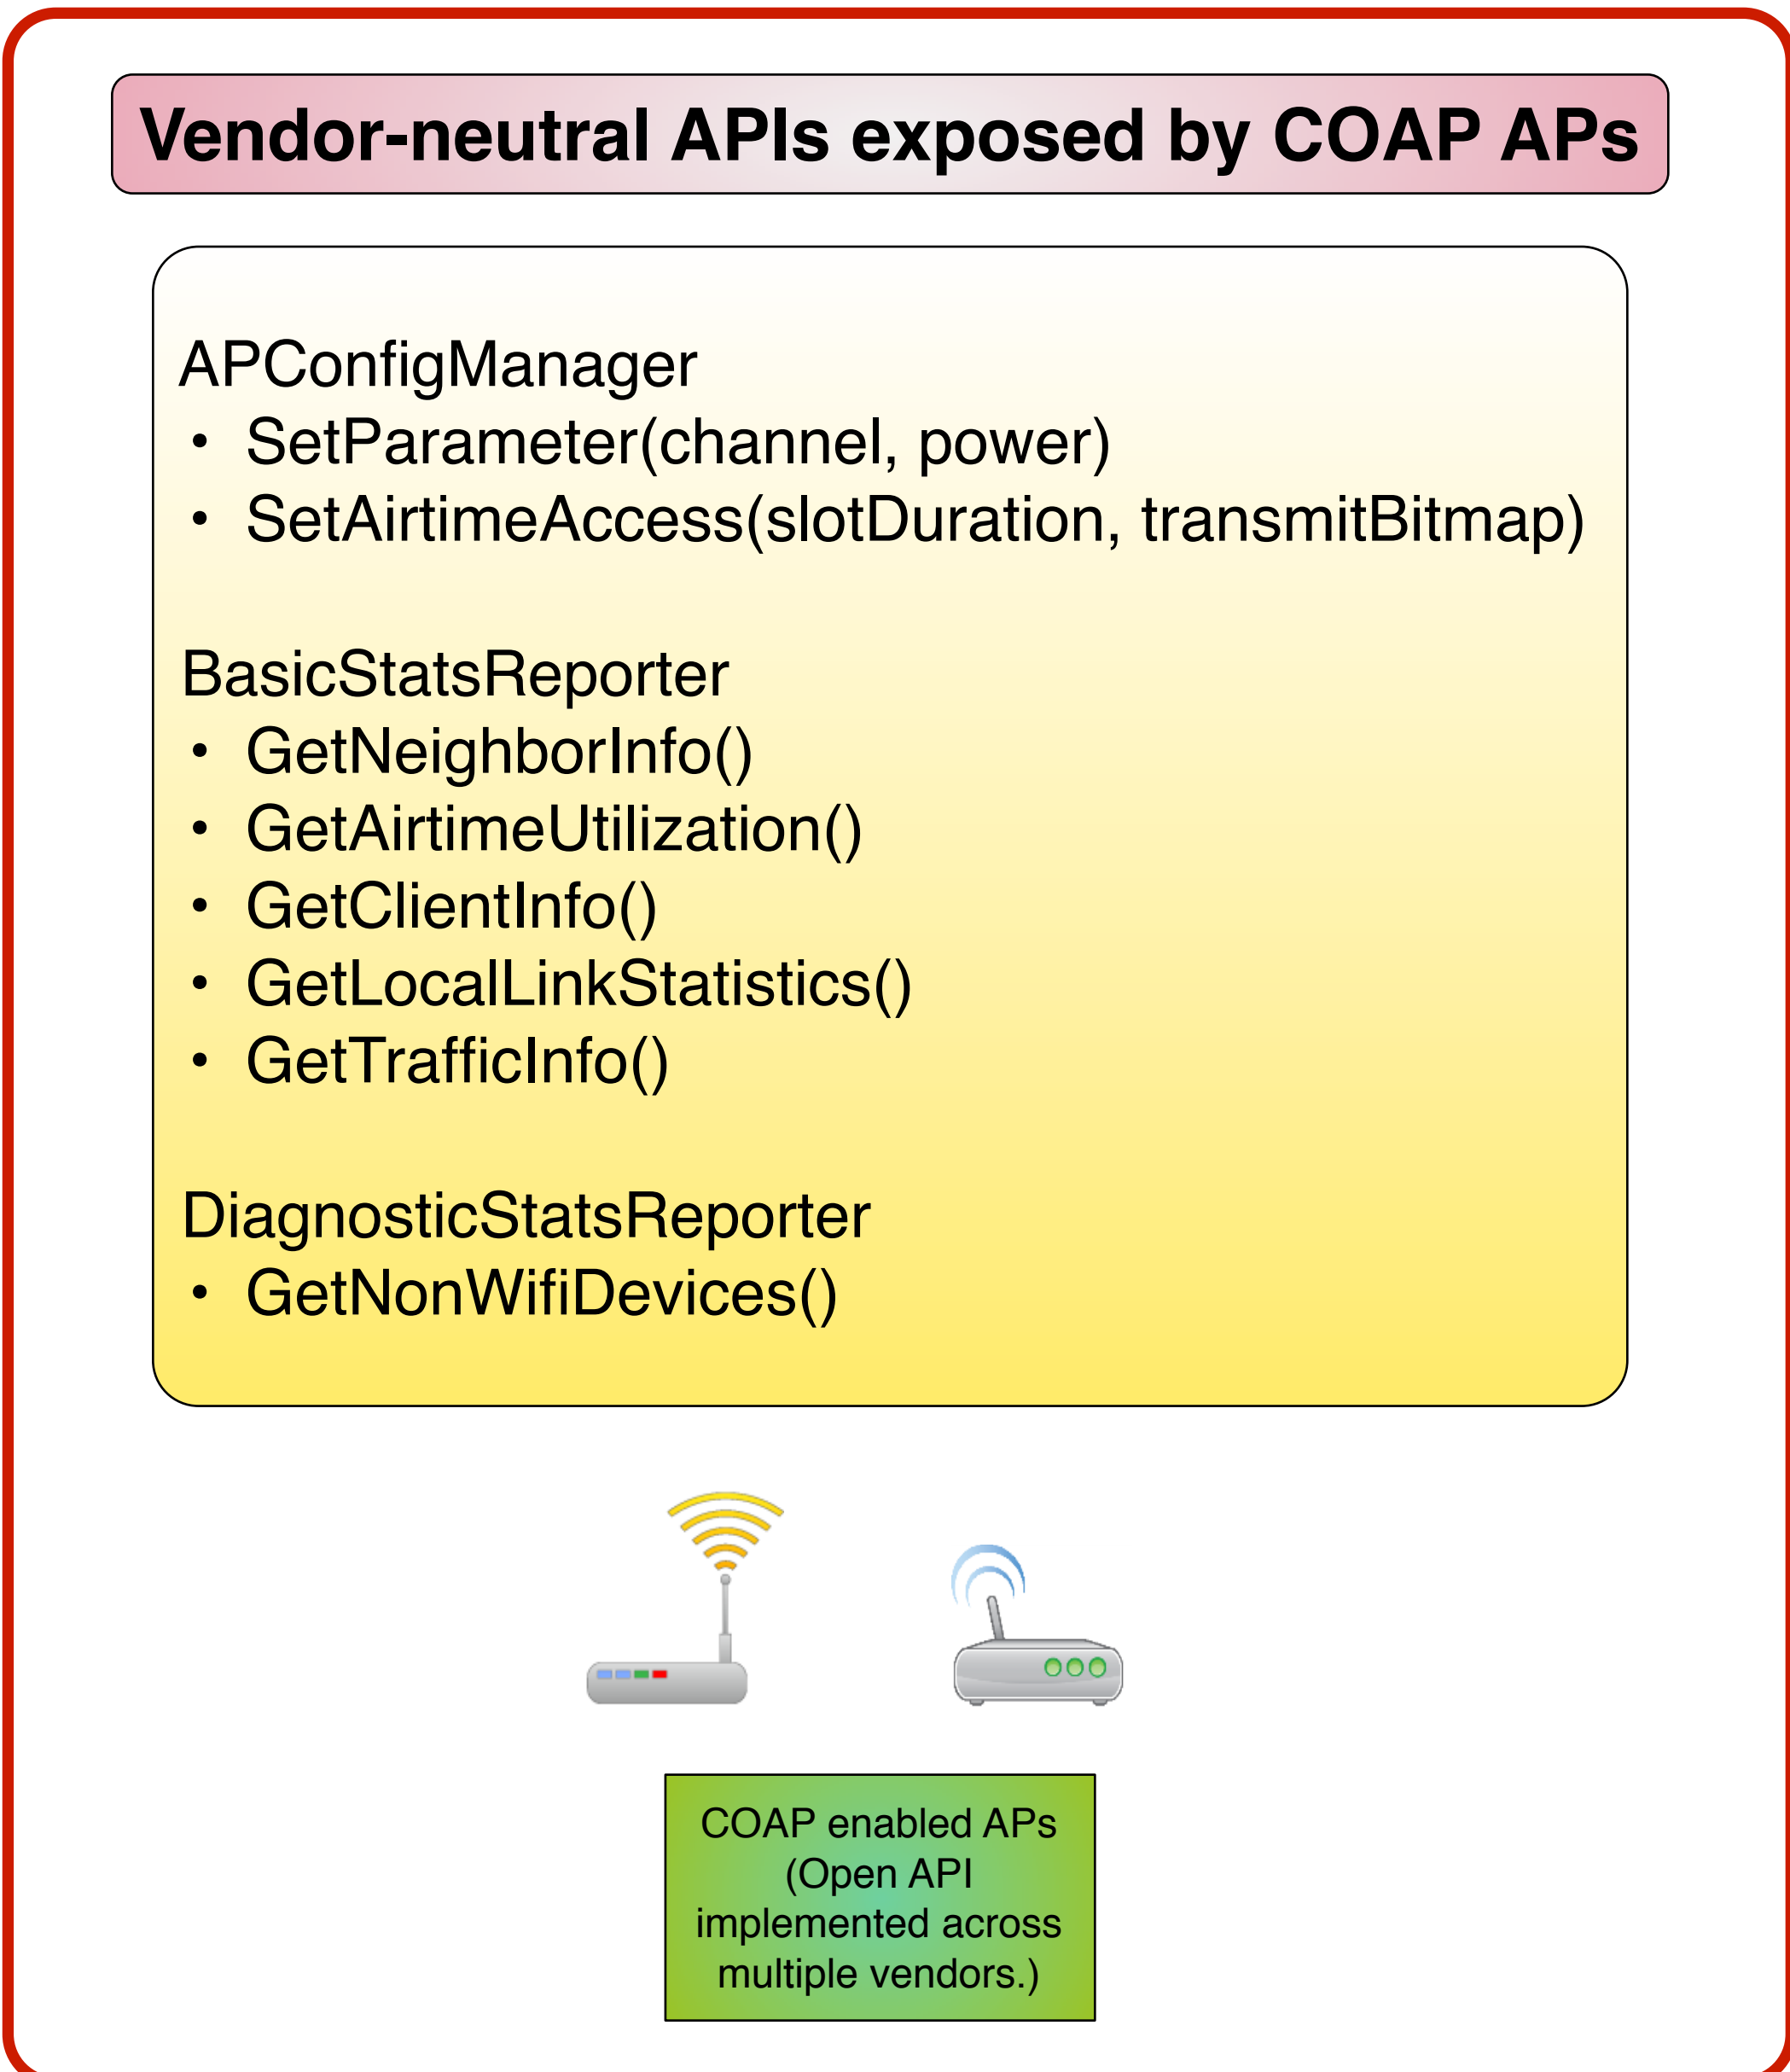 Vendor-neutral APIs exposed by COAP APs
APConfigManager
• SetParameter(channel, power)
• SetAirtimeAccess(slotDuration, transmitBitmap)
BasicStatsReporter
• GetNeighborInfo()
• GetAirtimeUtilization()
• GetClientInfo()
• GetLocalLinkStatistics()
• GetTrafficInfo()
DiagnosticStatsReporter
• GetNonWifiDevices()
COAP enabled APs
(Open API
implemented across
multiple vendors.)